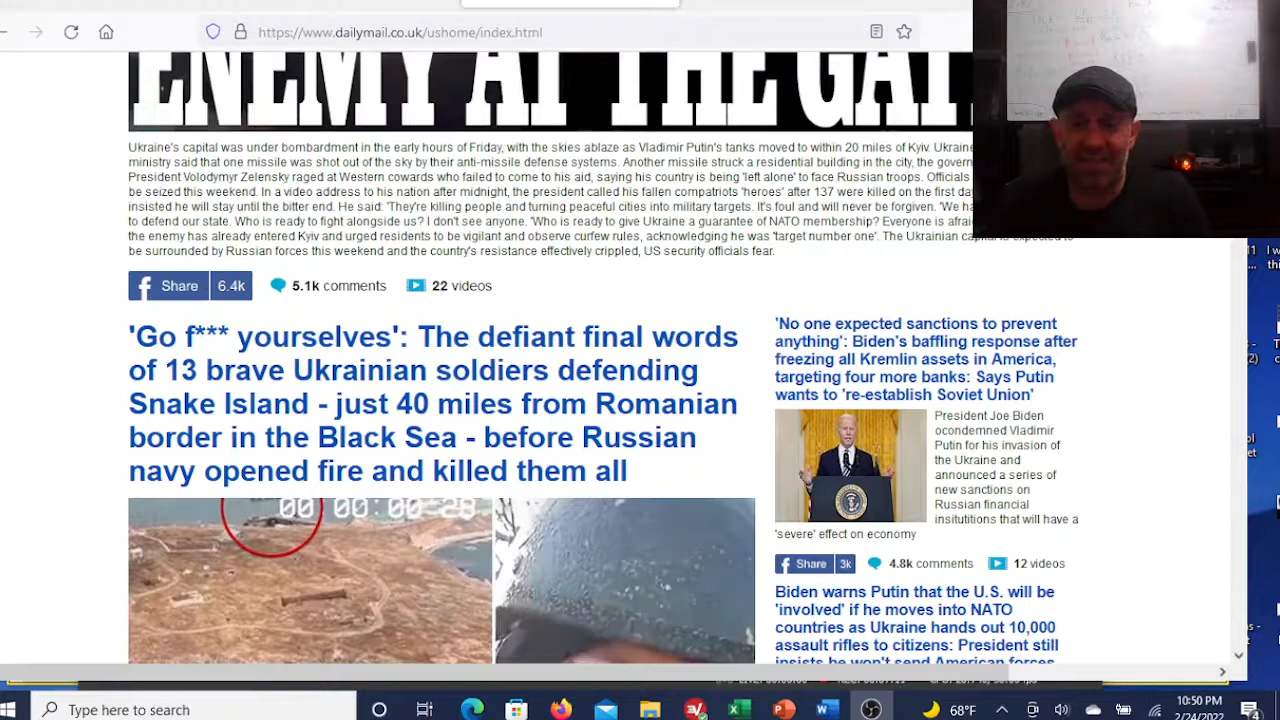 https://www.dailymail.co.uk/ushome/index.html
ENEMY AT THE GAT
Ukraine's capital was under bombardment in the early hours of Friday, with the skies ablaze as Vladimir Putin's tanks moved to within 20 miles of Kyiv. Ukraine
ministry said that one missile was shot out of the sky by their anti-missile defense systems. Another missile struck a residential building in the city, the gover
President Volodymyr Zelensky raged at Western cowards who failed to come to his aid, saying his country is being 'left alone' to face Russian troops. Officials
be seized this weekend. In a video address to his nation after midnight, the president called his fallen compatriots 'heroes' after 137 were killed on the first day
insisted he will stay until the bitter end. He said: 'They're killing people and turning peaceful cities into military targets. It's foul and will never be forgiven. 'We ha
to defend our state. Who is ready to fight alongside us? I don't see anyone. 'Who is ready to give Ukraine a guarantee of NATO membership? Everyone is afrai
the enemy has already entered Kyiv and urged residents to be vigilant and observe curfew rules, acknowledging he was 'target number one'. The Ukrainian capital is expected to
be surrounded by Russian forces this weekend and the country's resistance effectively crippled, US security officials fear.
Share 6.4k 5.1k comments 22 videos
'Go f*** yourselves': The defiant final words
of 13 brave Ukrainian soldiers defending
Snake Island - just 40 miles from Romanian
border in the Black Sea - before Russian
navy opened fire and killed them all
00 00:00-28
'No one expected sanctions to prevent
anything': Biden's baffling response after
freezing all Kremlin assets in America,
targeting four more banks: Says Putin
wants to 're-establish Soviet Union'
President Joe Biden
ocondemned Vladimir
Putin for his invasion of
the Ukraine and
announced a series of
new sanctions on
Russian financial
insitutions that will have a
'severe' effect on economy
Share 3k 4.8k comments 12 videos
Biden warns Putin that the U.S. will be
'involved' if he moves into NATO
countries as Ukraine hands out 10,000
assault rifles to citizens: President still
insists he won't send American forces
Type here to search
68°F
10:50 PM
2/24/2022